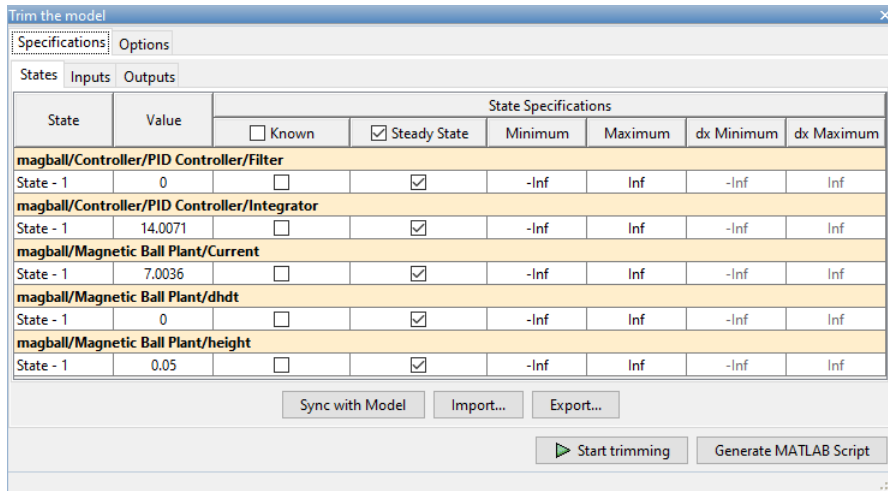 Trim the model
Specifications Options
States Inputs Outputs
State Value State Specifications
Known Steady State Minimum Maximum dx Minimum dx Maximum
magball/Controller/PID Controller/Filter
State - 1 0 -Inf Inf -Inf Inf
magball/Controller/PID Controller/Integrator
State - 1 14.0071 -Inf Inf -Inf Inf
magball/Magnetic Ball Plant/Current
State - 1 7.0036 -Inf Inf -Inf Inf
magball/Magnetic Ball Plant/dhdt
State - 1 0 -Inf Inf -Inf Inf
magball/Magnetic Ball Plant/height
State - 1 0.05 -Inf Inf -Inf Inf
Sync with Model Import... Export...
Start trimming Generate MATLAB Script